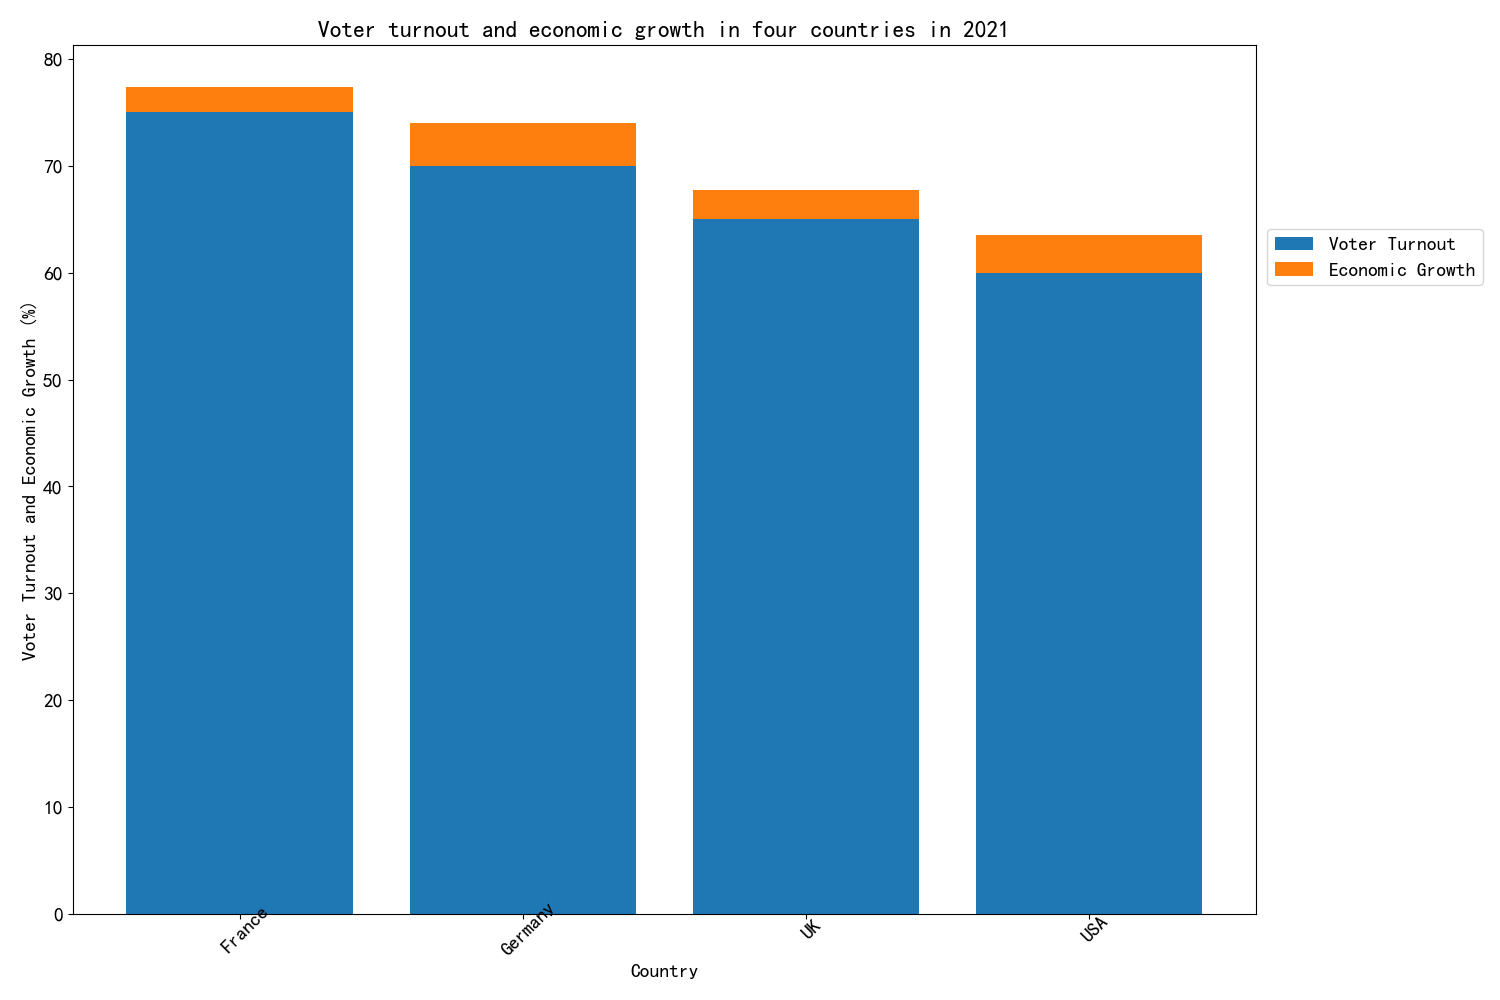 Voter turnout and economic growth in four countries in 2021
Voter Turnout and Economic Growth (%)
80
70
60
50
40
30
20
10
0
France
Germany
UK
USA
Country
Voter Turnout
Economic Growth